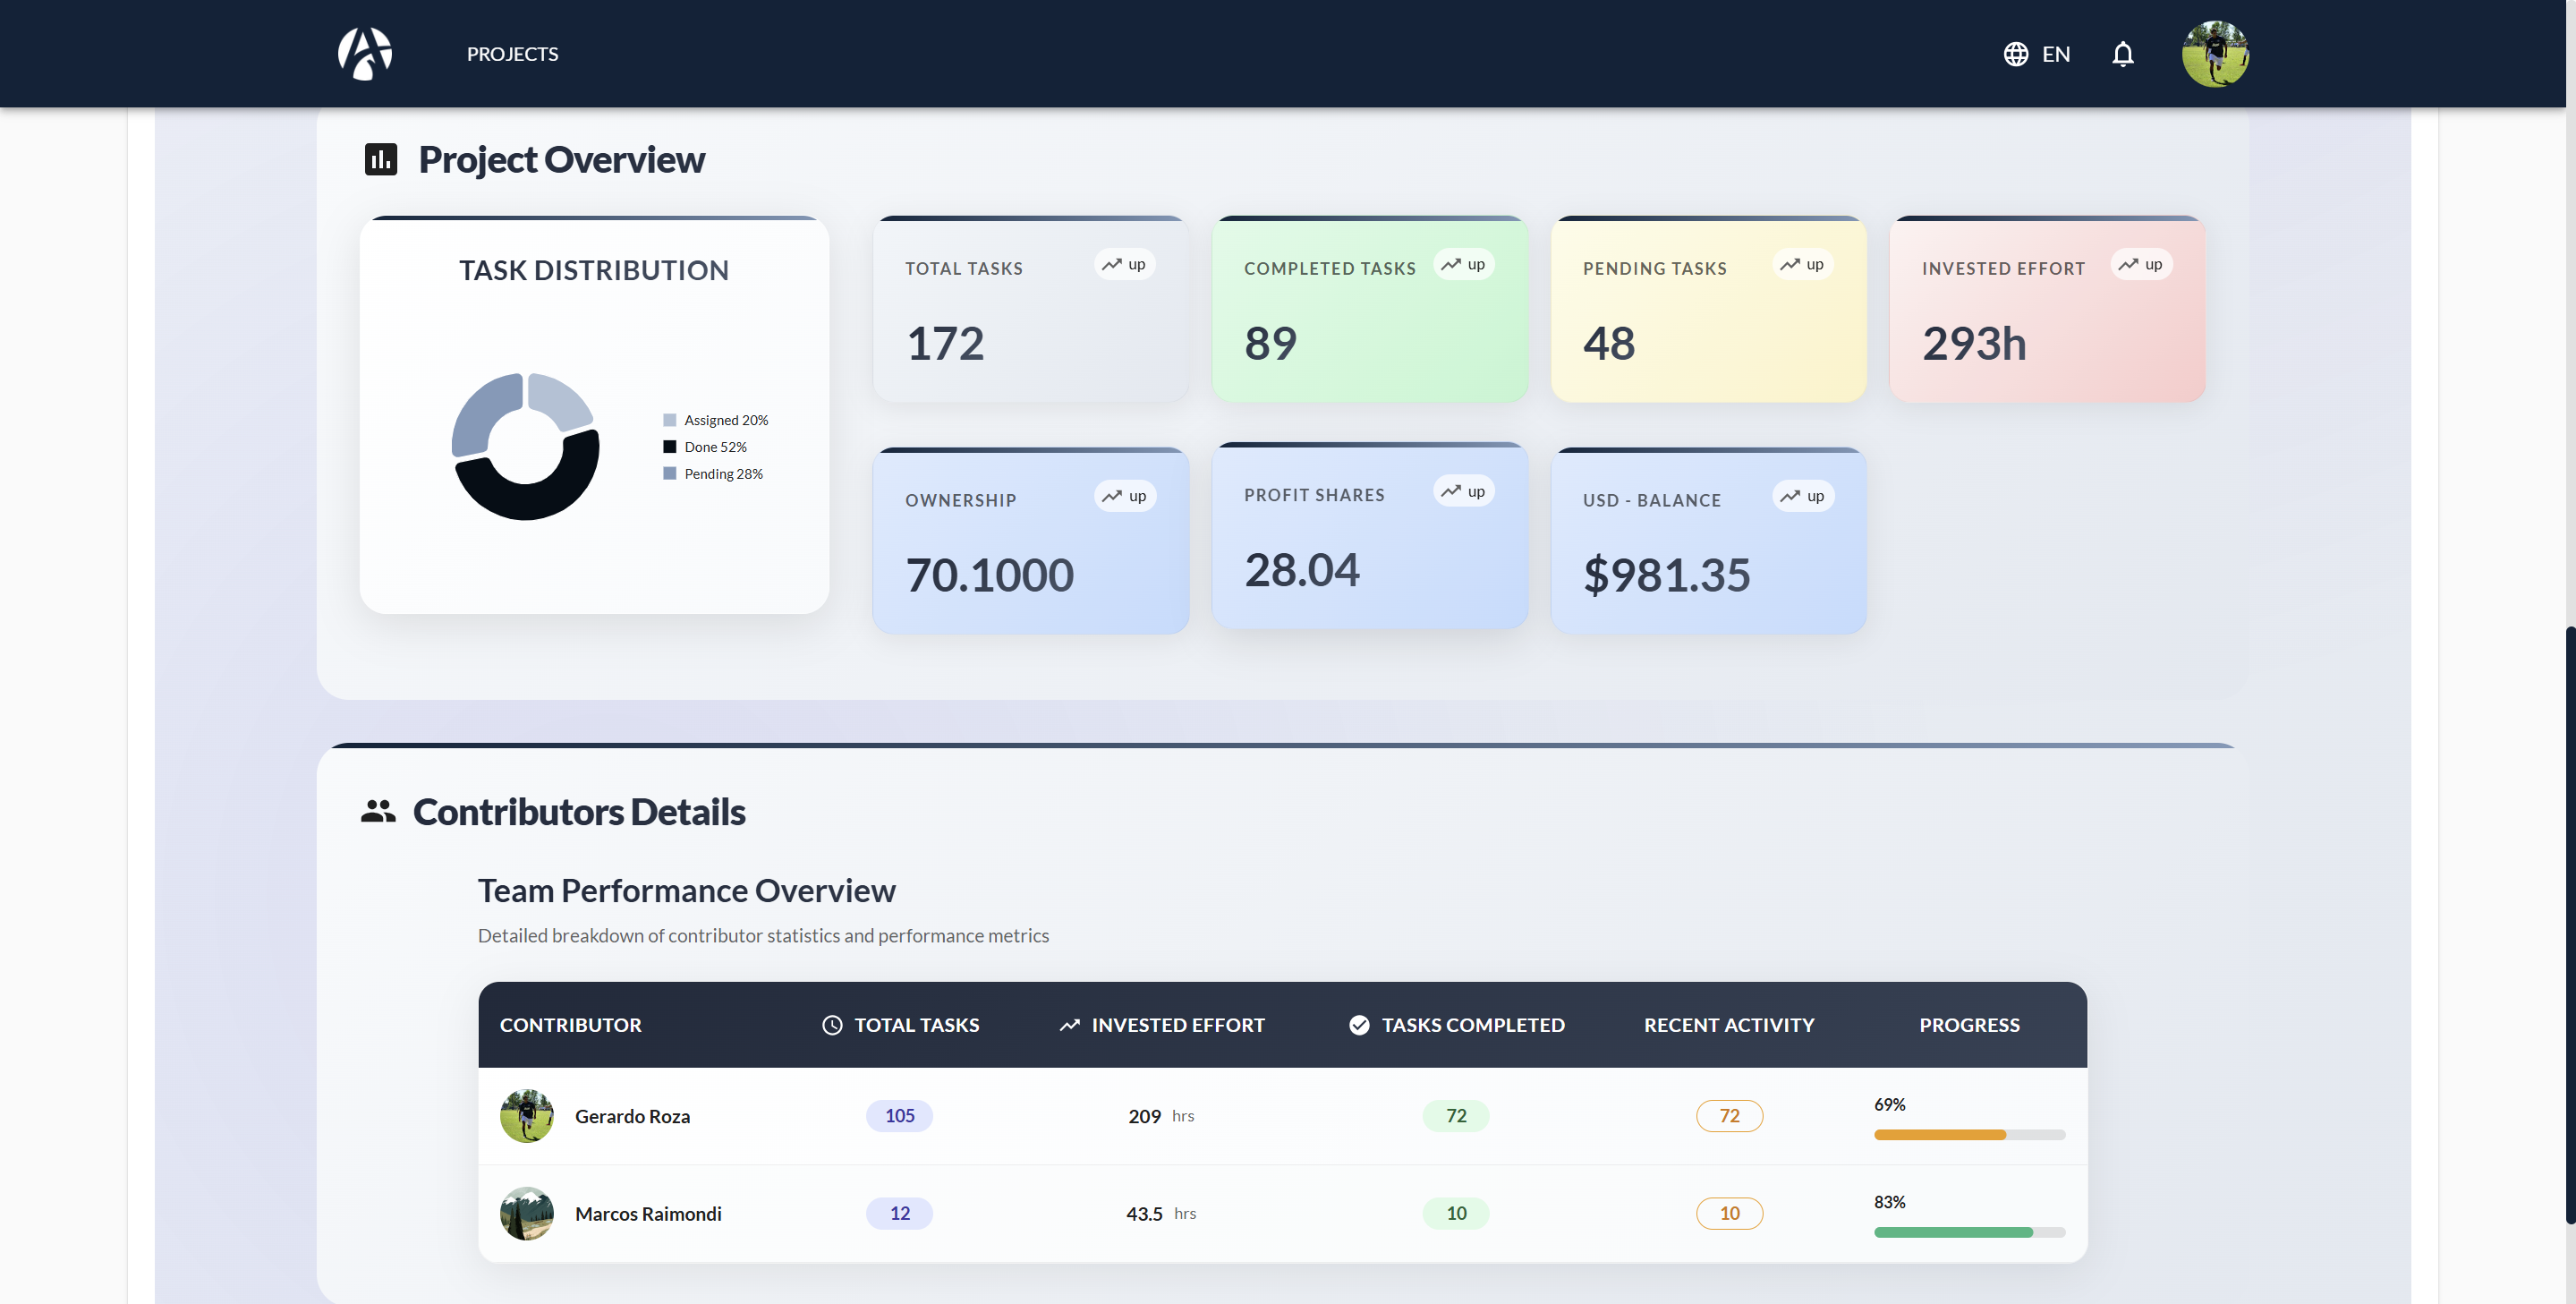 PROJECTS
EN
Project Overview
TASK DISTRIBUTION
Assigned 20%
Done 52%
Pending 28%
TOTAL TASKS
up
172
COMPLETED TASKS
up
89
PENDING TASKS
up
48
INVESTED EFFORT
up
293h
OWNERSHIP
up
70.1000
PROFIT SHARES
up
28.04
USD - BALANCE
up
$981.35
Contributors Details
Team Performance Overview
Detailed breakdown of contributor statistics and performance metrics
CONTRIBUTOR TOTAL TASKS INVESTED EFFORT TASKS COMPLETED RECENT ACTIVITY PROGRESS
Gerardo Roza 105 209 hrs 72 72 69%
Marcos Raimondi 12 43.5 hrs 10 10 83%